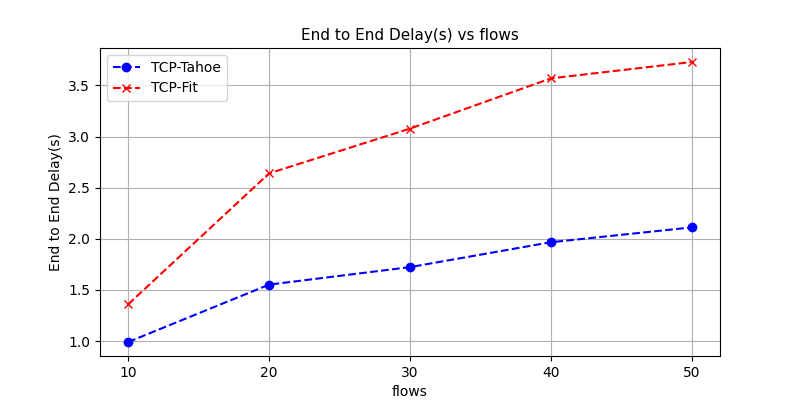 End to End Delay(s) vs flows
TCP-Tahoe
TCP-Fit
End to End Delay(s)
3.5
3.0
2.5
2.0
1.5
1.0
10 20 30 40 50
flows